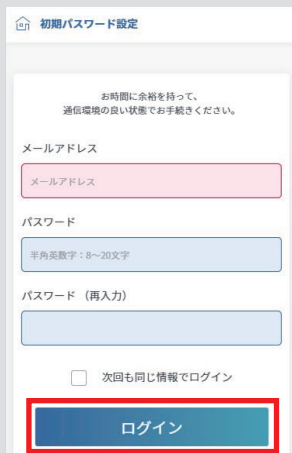 初期パスワード設定
お時間に余裕を持って、
通信環境の良い状態でお手続きください。
メールアドレス
メールアドレス
パスワード
半角英数字：8～20文字
パスワード （再入力）
次回も同じ情報でログイン
ログイン